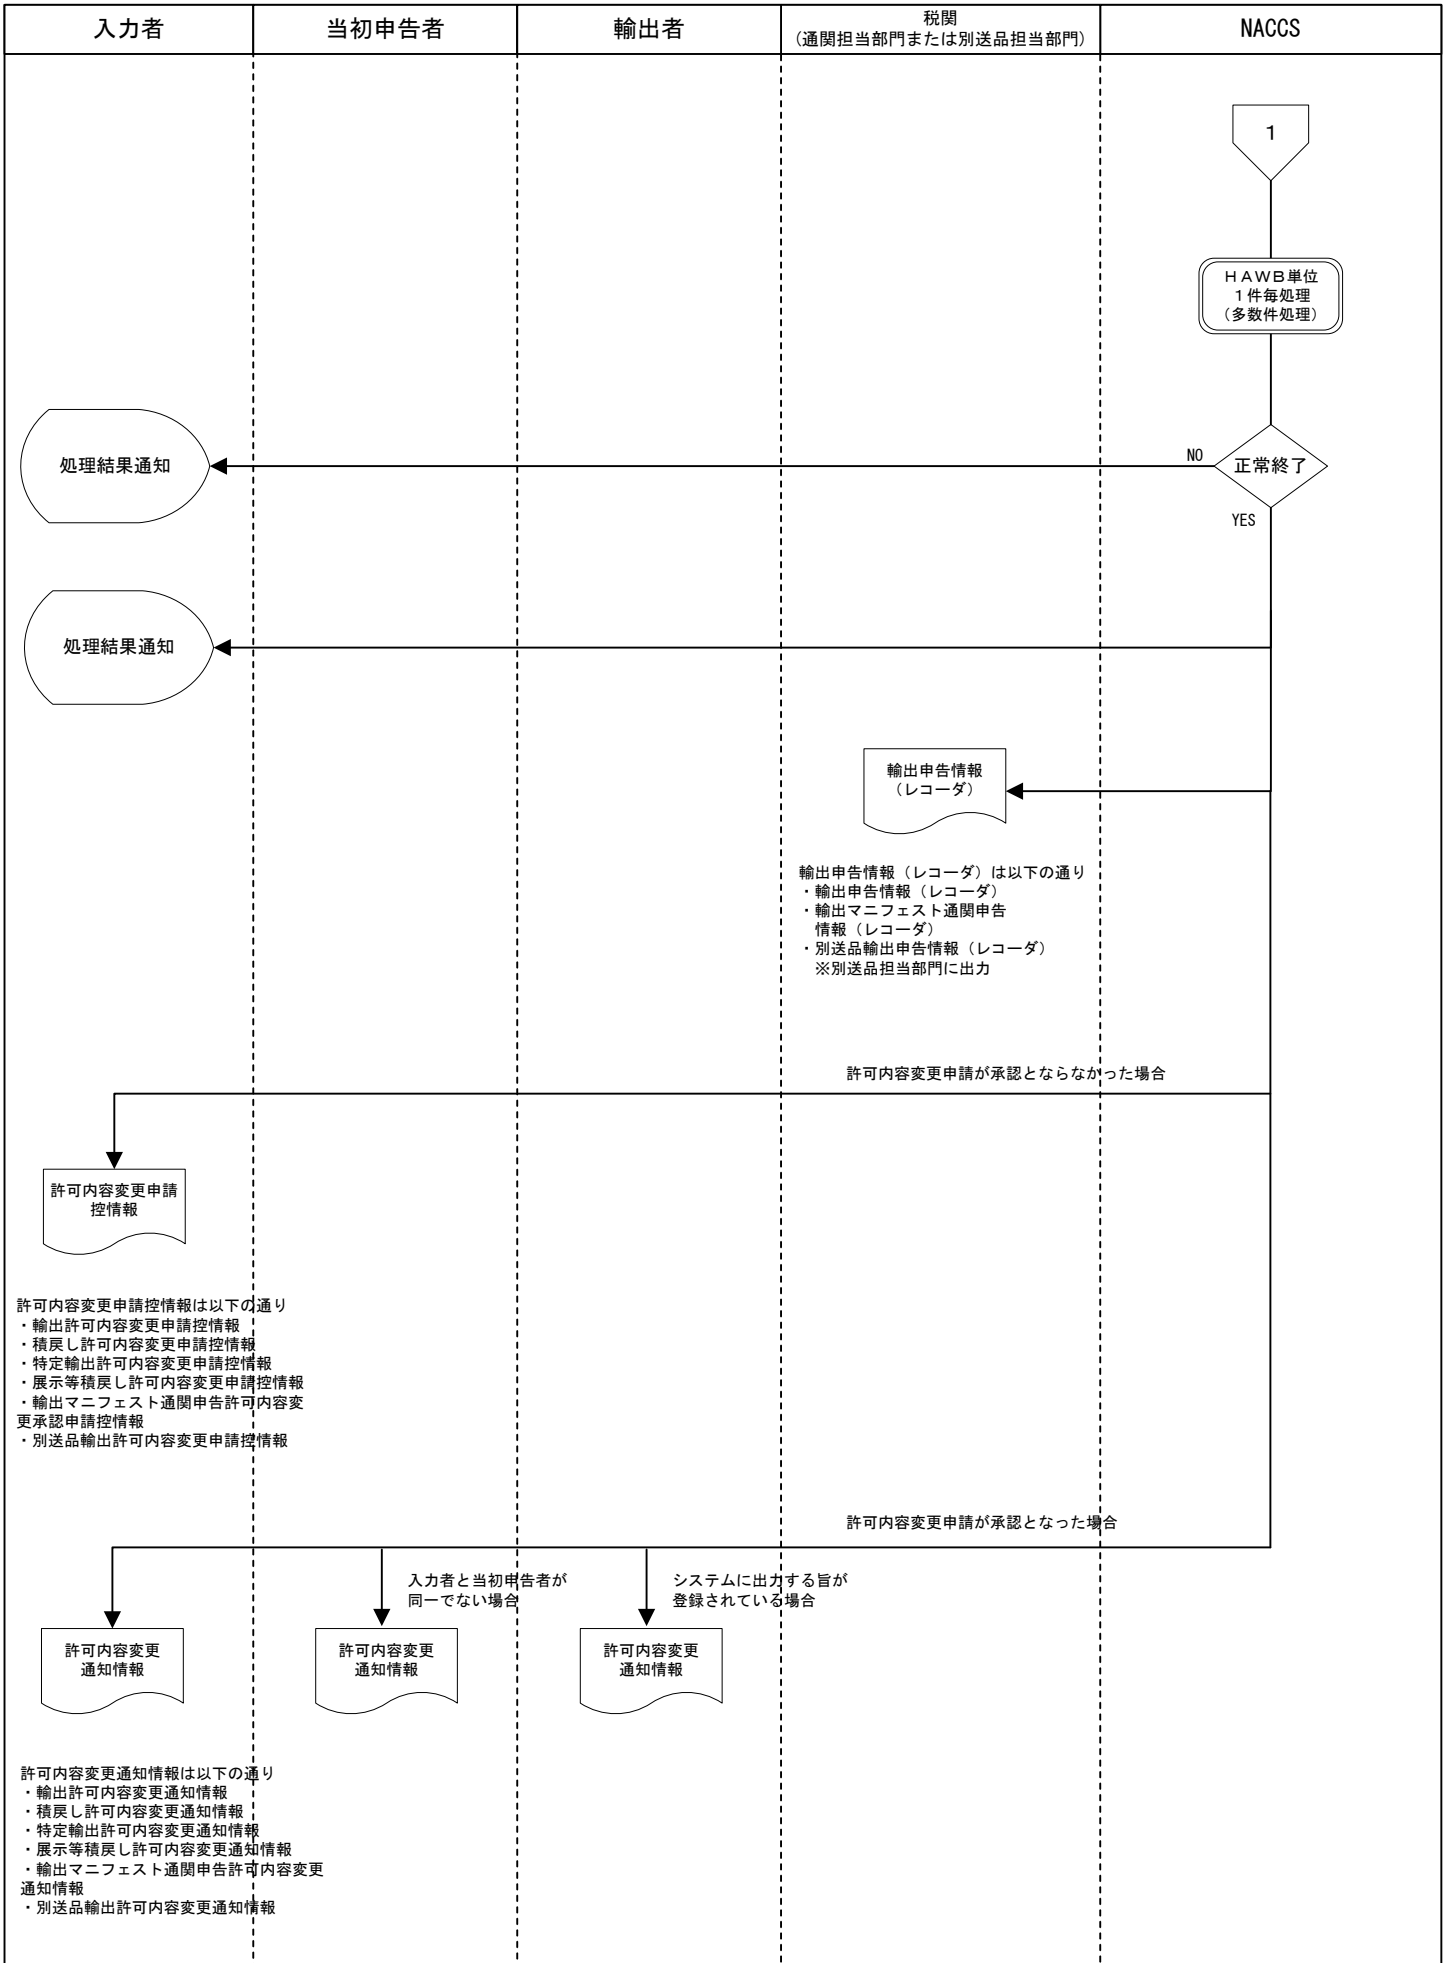 入力者
当初申告者
輸出者
税関
(通関担当部門または別送品担当部門)
NACCS
1
HAWB単位
1件毎処理
(多数件処理)
処理結果通知
NO
正常終了
YES
処理結果通知
輸出申告情報
(レコーダ)
輸出申告情報(レコーダ)は以下の通り
・輸出申告情報(レコーダ)
・輸出マニフェスト通関申告
情報(レコーダ)
・別送品輸出申告情報(レコーダ)
※別送品担当部門に出力
許可内容変更申請が承認とならなかった場合
許可内容変更申請
控情報
許可内容変更申請控情報は以下の通り
・輸出許可内容変更申請控情報
・積戻し許可内容変更申請控情報
・特定輸出許可内容変更申請控情報
・展示等積戻し許可内容変更申請控情報
・輸出マニフェスト通関申告許可内容変
更承認申請控情報
・別送品輸出許可内容変更申請控情報
許可内容変更申請が承認となった場合
入力者と当初申告者が
同一でない場合
システムに出力する旨が
登録されている場合
許可内容変更
通知情報
許可内容変更
通知情報
許可内容変更
通知情報
許可内容変更通知情報は以下の通り
・輸出許可内容変更通知情報
・積戻し許可内容変更通知情報
・特定輸出許可内容変更通知情報
・展示等積戻し許可内容変更通知情報
・輸出マニフェスト通関申告許可内容変更
通知情報
・別送品輸出許可内容変更通知情報